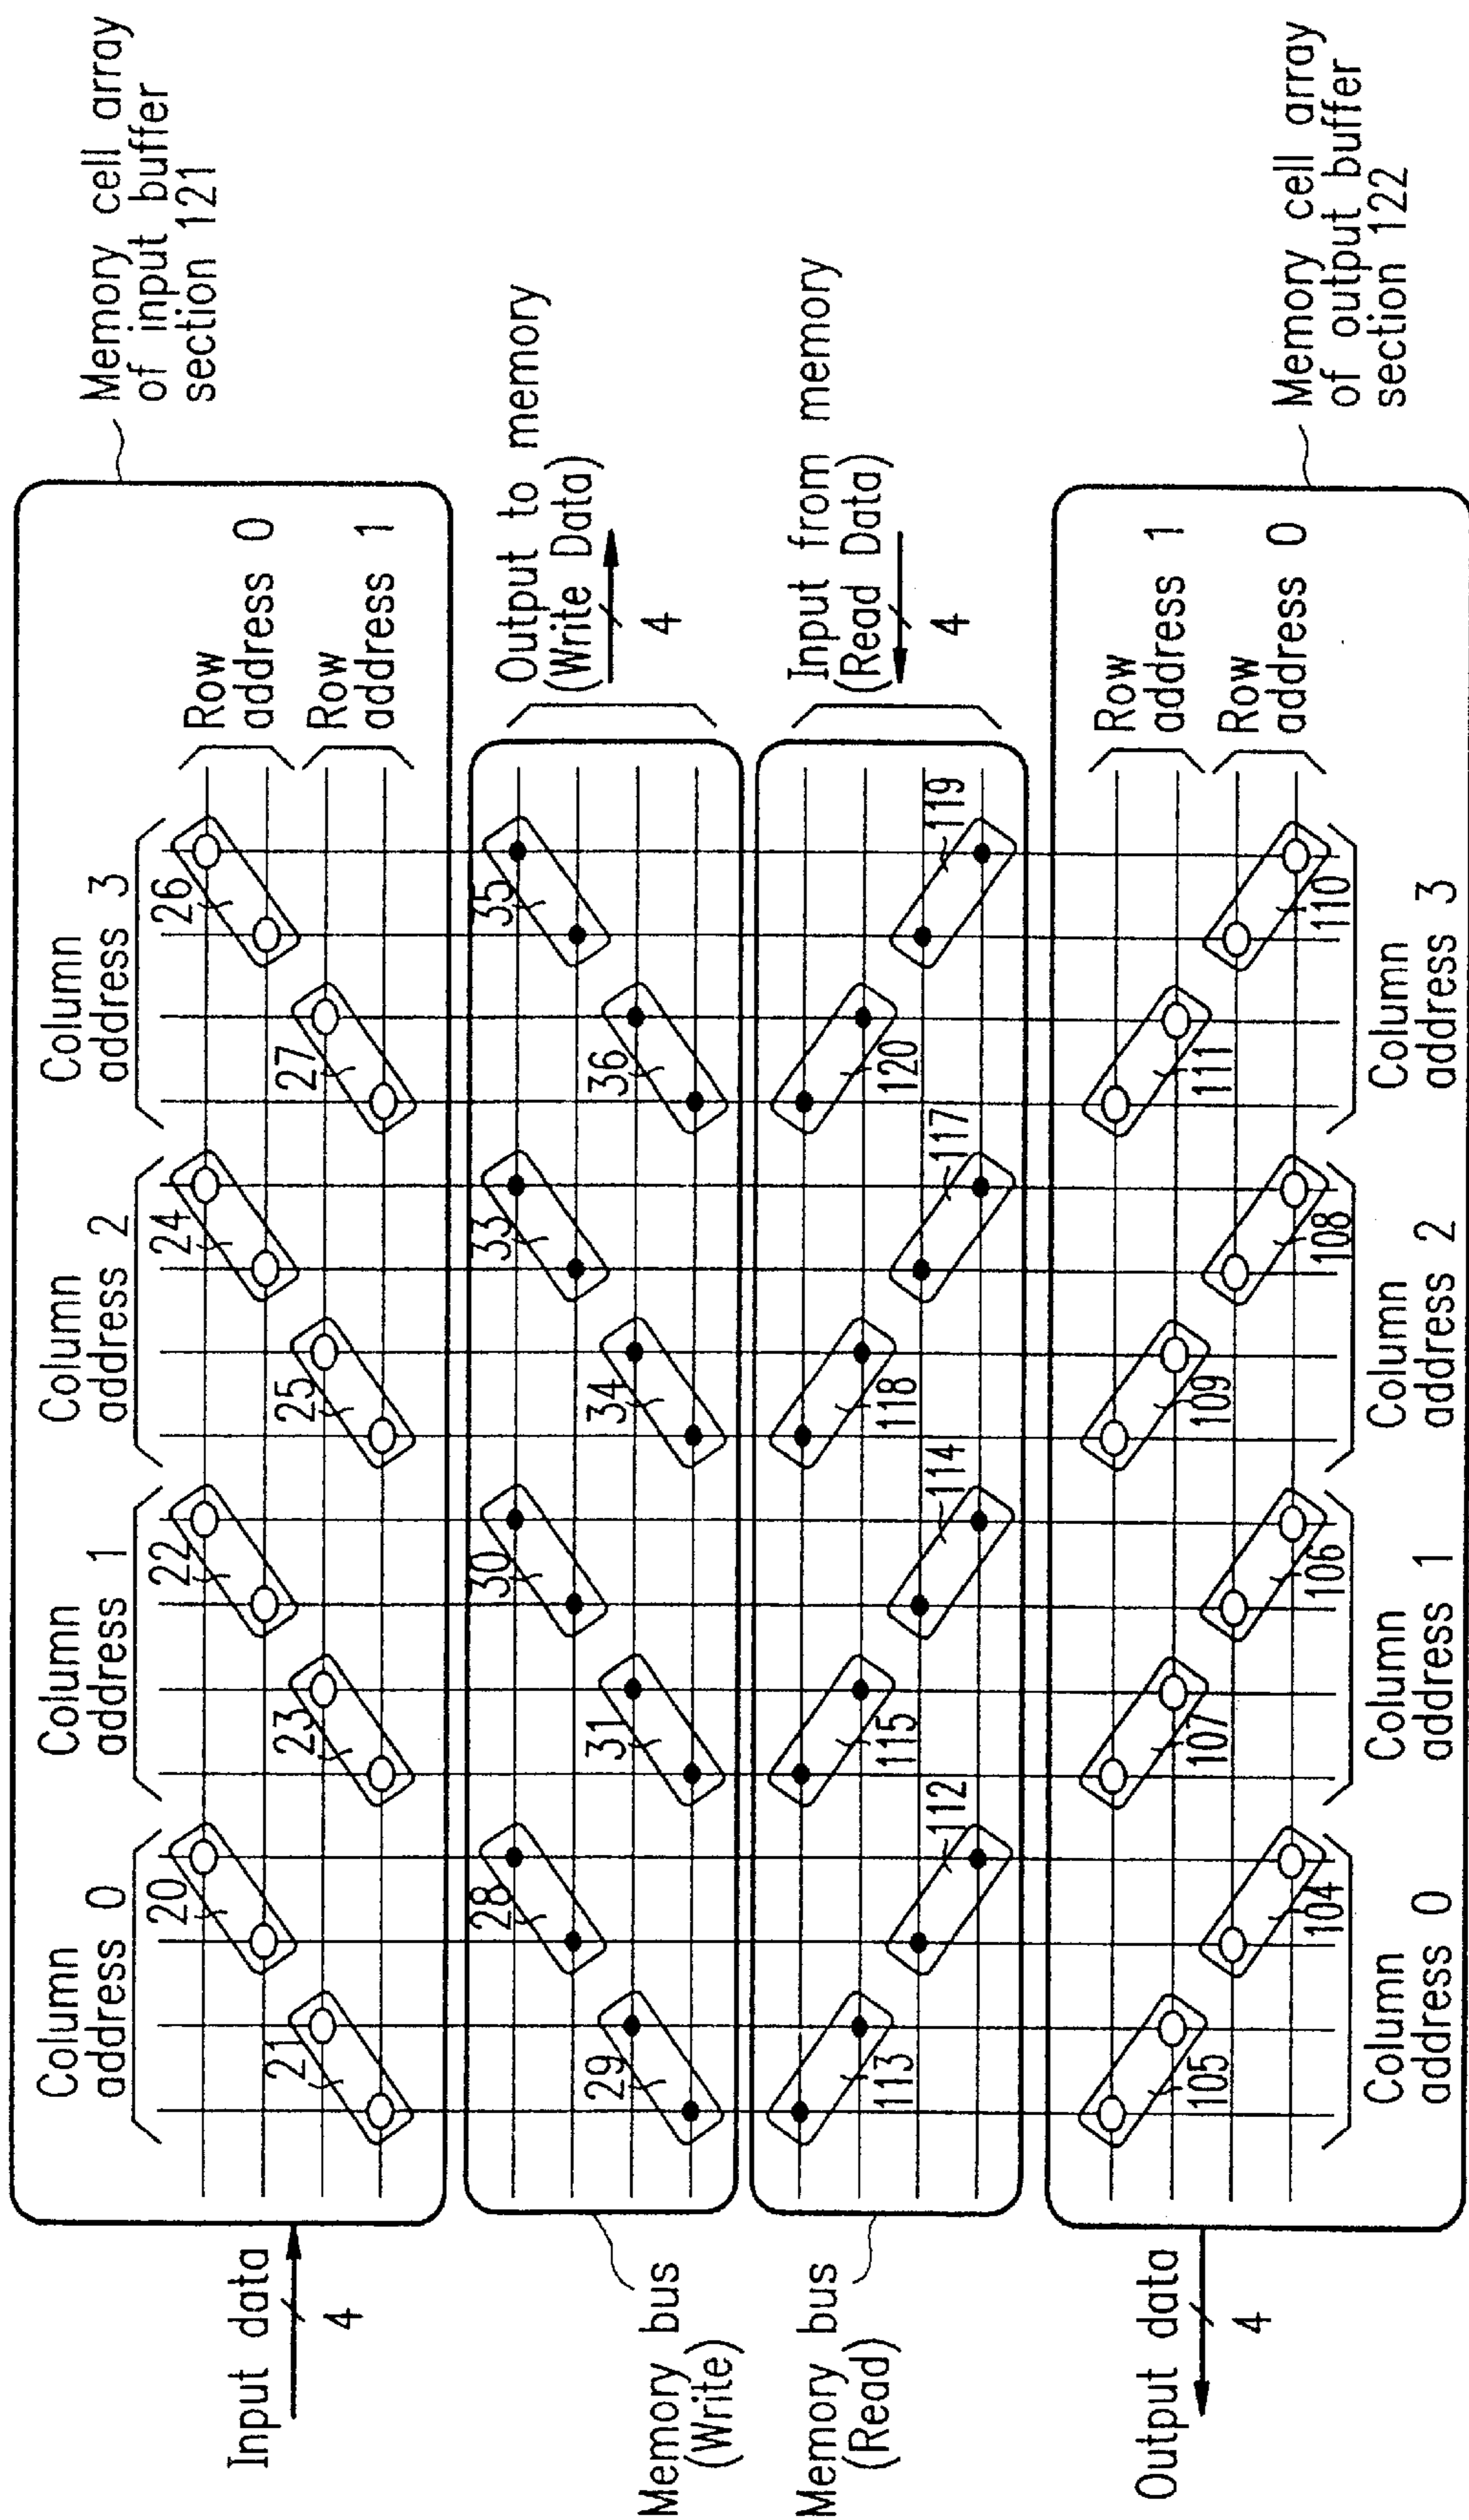 Column
address 0
Column
address 1
Column
address 2
Column
address 3
Memory cell array
of input buffer
section 121
20
22
24
26
Row
address 0
21
23
25
27
Row
address 1
Input data
4
28
30
33
35
29
31
34
36
Output to memory
(Write Data)
4
Memory bus
(Write)
112
114
117
119
113
115
118
120
Input from memory
(Read Data)
4
Memory bus
(Read)
Row
address 1
105
107
109
111
Row
address 0
104
106
108
110
Output data
4
Column
address 0
Column
address 1
Column
address 2
Column
address 3
Memory cell array
of output buffer
section 122